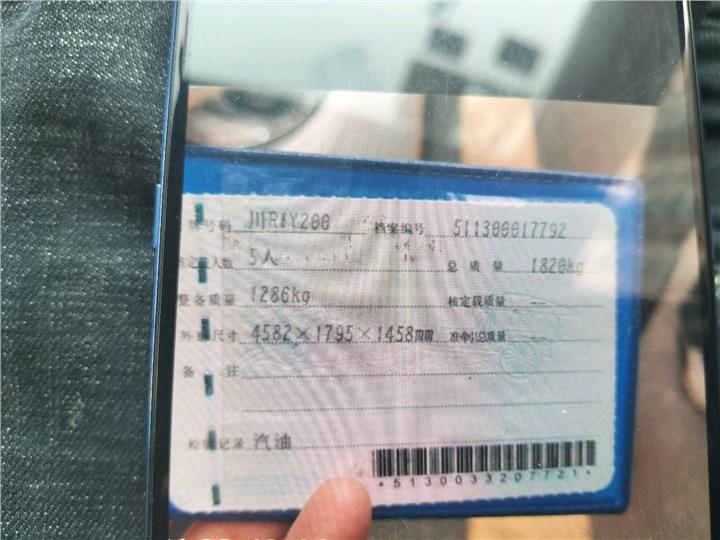 号牌号码 川R#Y200 档案编号 511300017792
核定载人数 5人 总质量 1820kg
整备质量 1286kg 核定载质量 --
外廓尺寸 4582×1795×1458mm 准牵引总质量 --
备注
检验记录 汽油
*5130033207721*